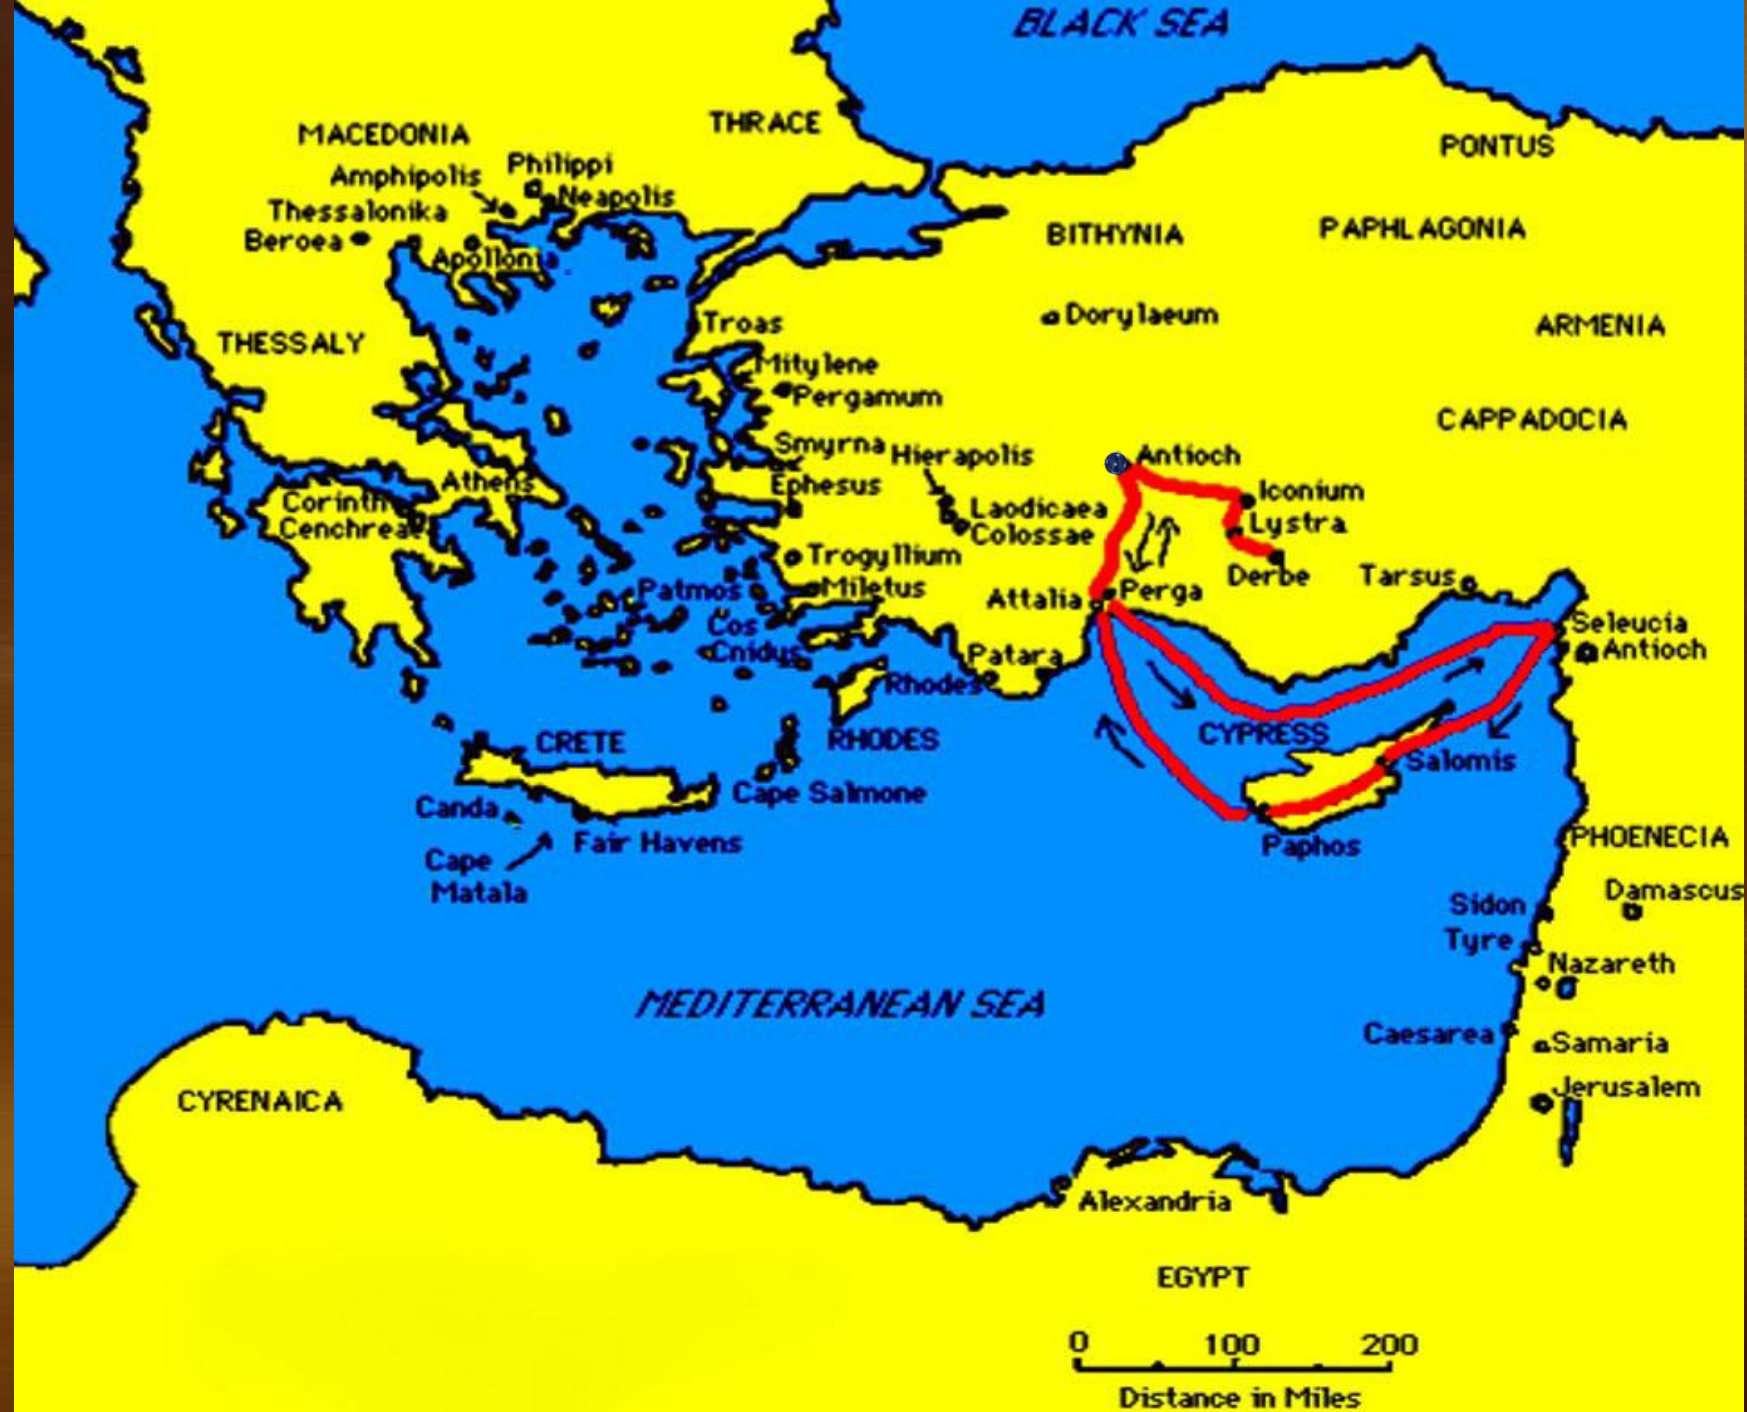 BLACK SEA
THRACE
MACEDONIA
PONTUS
Philippi
Amphipolis
Neapolis
Thessalonika
Beroea
BITHYNIA
PAPHLAGONIA
Apollonia
Dorylaeum
Troas
ARMENIA
THESSALY
Mitylene
Pergamum
CAPPADOCIA
Smyrna
Hierapolis
Antioch
Athens
Ephesus
Iconium
Corinth
Laodicaea
Lystra
Cenchreae
Colossae
Trogyllium
Derbe
Tarsus
Patmos
Miletus
Attalia
Perga
Cos
Seleucia
Cnidus
Patara
Antioch
Rhodes
CRETE
RHODES
CYPRESS
Salomis
Cape Salmone
Canda
Fair Havens
Paphos
PHOENECIA
Cape
Matala
Damascus
Sidon
Tyre
Nazareth
MEDITERRANEAN SEA
Caesarea
Samaria
Jerusalem
CYRENAICA
Alexandria
EGYPT
0 100 200
Distance in Miles